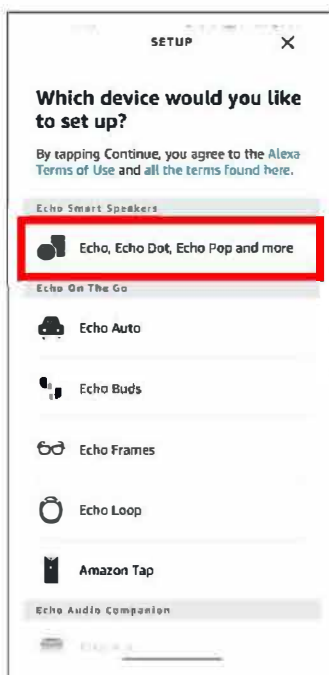 SETUP
Which device would you like
to set up?
By tapping Continue, you agree to the Alexa
Terms of Use and all the terms found here.
Echo Smart Speakers
Echo, Echo Dot, Echo Pop and more
Echo On The Go
Echo Auto
Echo Buds
Echo Frames
Echo Loop
Amazon Tap
Echo Audio Companion